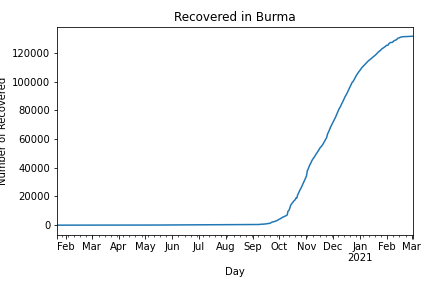 Recovered in Burma
Number of Recovered
120000
100000
80000
60000
40000
20000
0
Feb Mar Apr May Jun Jul Aug Sep Oct Nov Dec Jan Feb Mar
2021
Day